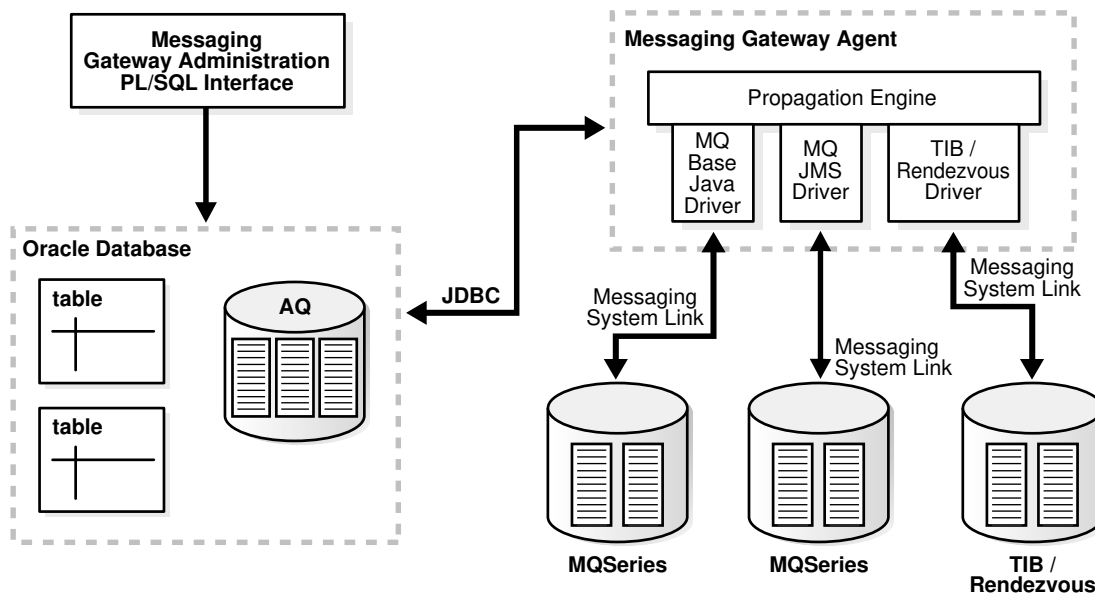 Messaging
Gateway Administration
PL/SQL Interface
Messaging Gateway Agent
Propagation Engine
MQ
Base
Java
Driver
MQ
JMS
Driver
TIB /
Rendezvous
Driver
Oracle Database
table
table
AQ
JDBC
Messaging
System Link
Messaging
System Link
Messaging
System Link
MQSeries
MQSeries
TIB /
Rendezvous